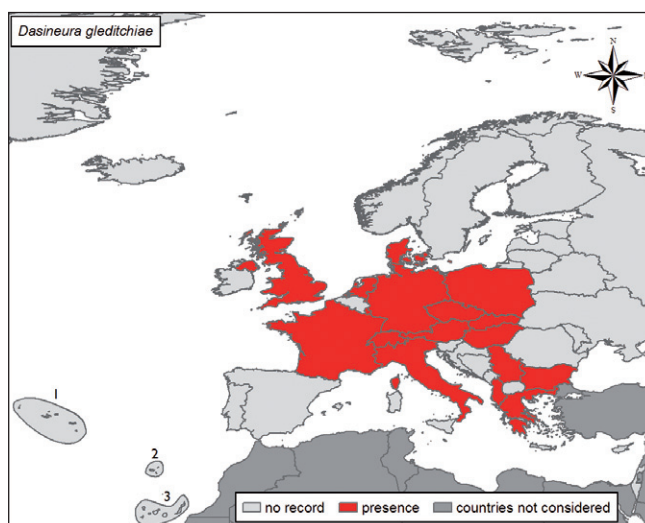 Dasineura gleditchiae
N
W
S
1
2
3
no record presence countries not considered